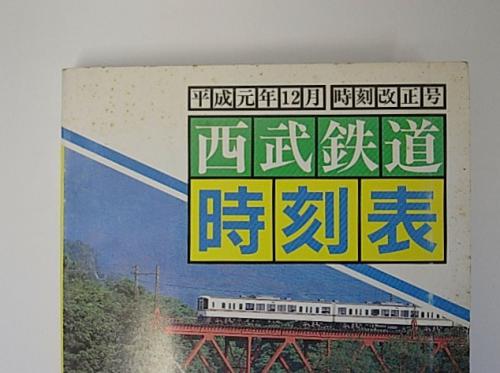 平成元年12月 時刻改正号
西武鉄道
時刻表